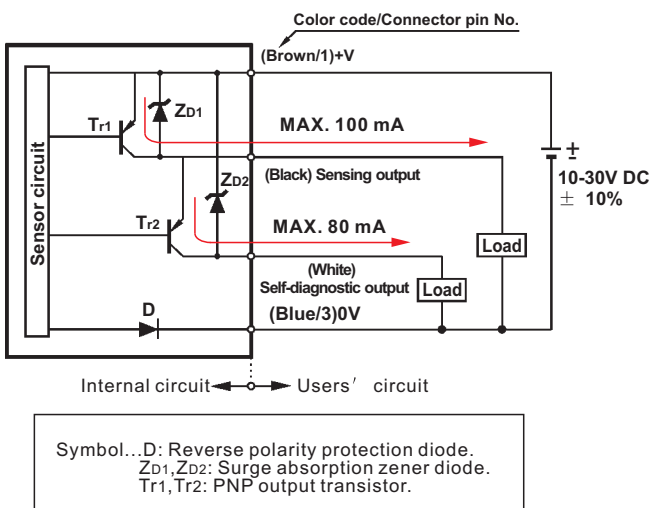 Color code/Connector pin No.
(Brown/1)+V
ZD1
Tr1
MAX. 100 mA
±
10-30V DC
± 10%
(Black) Sensing output
ZD2
Sensor circuit
Tr2
MAX. 80 mA
Load
(White)
Self-diagnostic output
Load
D
(Blue/3)0V
Internal circuit
Users' circuit
Symbol...D: Reverse polarity protection diode.
ZD1,ZD2: Surge absorption zener diode.
Tr1,Tr2: PNP output transistor.